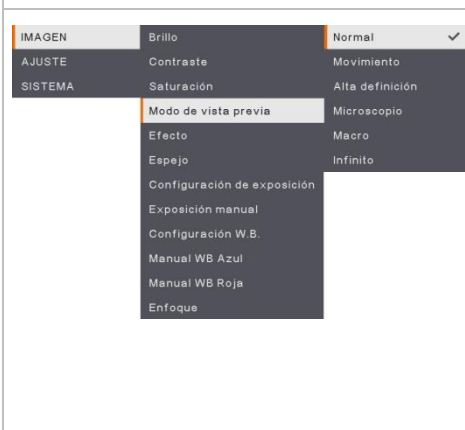 IMAGEN
AJUSTE
SISTEMA
Brillo
Contraste
Saturación
Modo de vista previa
Efecto
Espejo
Configuración de exposición
Exposición manual
Configuración W.B.
Manual WB Azul
Manual WB Roja
Enfoque
Normal
Movimiento
Alta definición
Microscopio
Macro
Infinito